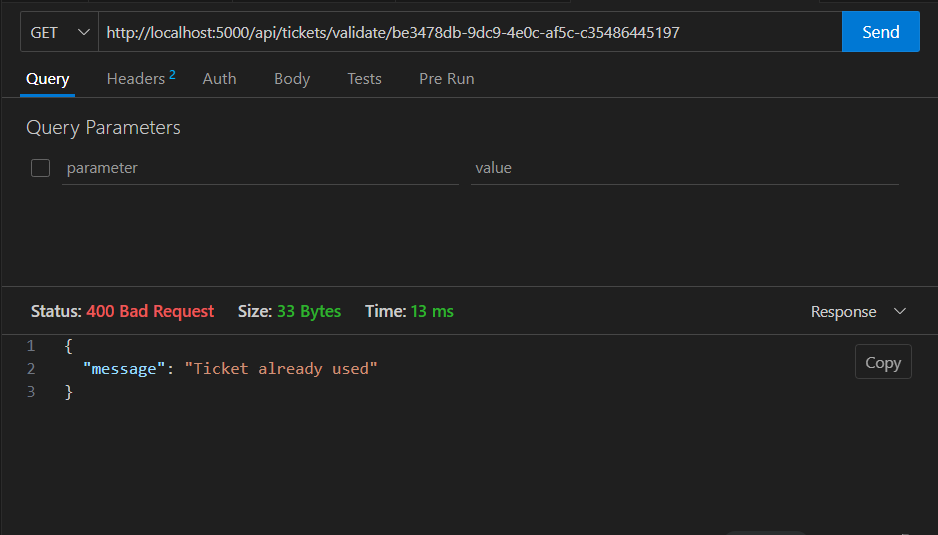 GET http://localhost:5000/api/tickets/validate/be3478db-9dc9-4e0c-af5c-c35486445197 Send
Query Headers 2 Auth Body Tests Pre Run
Query Parameters
parameter value
Status: 400 Bad Request Size: 33 Bytes Time: 13 ms Response
1 {
2 "message": "Ticket already used"
3 }
Copy